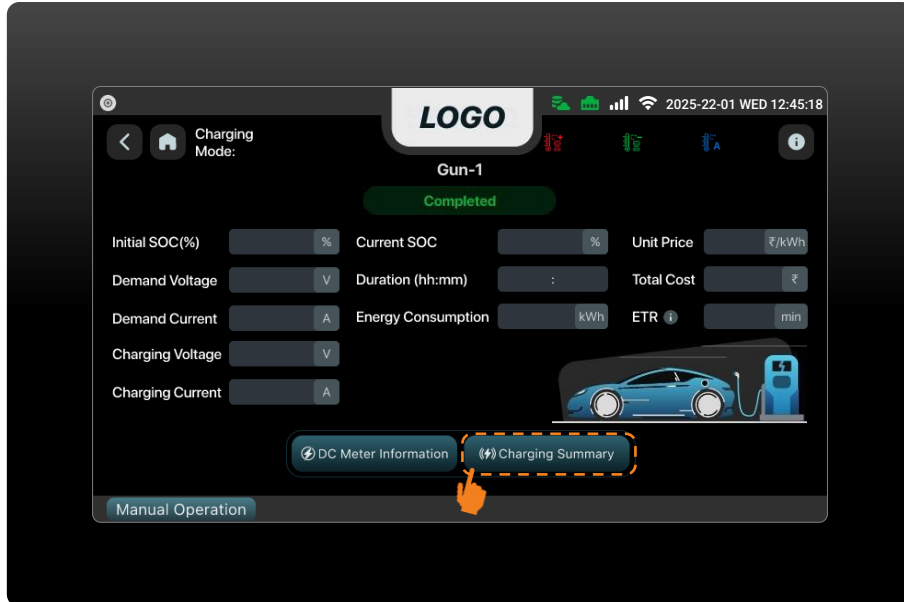 LOGO
2025-22-01 WED 12:45:18
Charging
Mode:
A
Gun-1
Completed
Initial SOC(%) % Current SOC % Unit Price ₹/kWh
Demand Voltage V Duration (hh:mm) : Total Cost ₹
Demand Current A Energy Consumption kWh ETR i min
Charging Voltage V
Charging Current A
DC Meter Information Charging Summary
Manual Operation